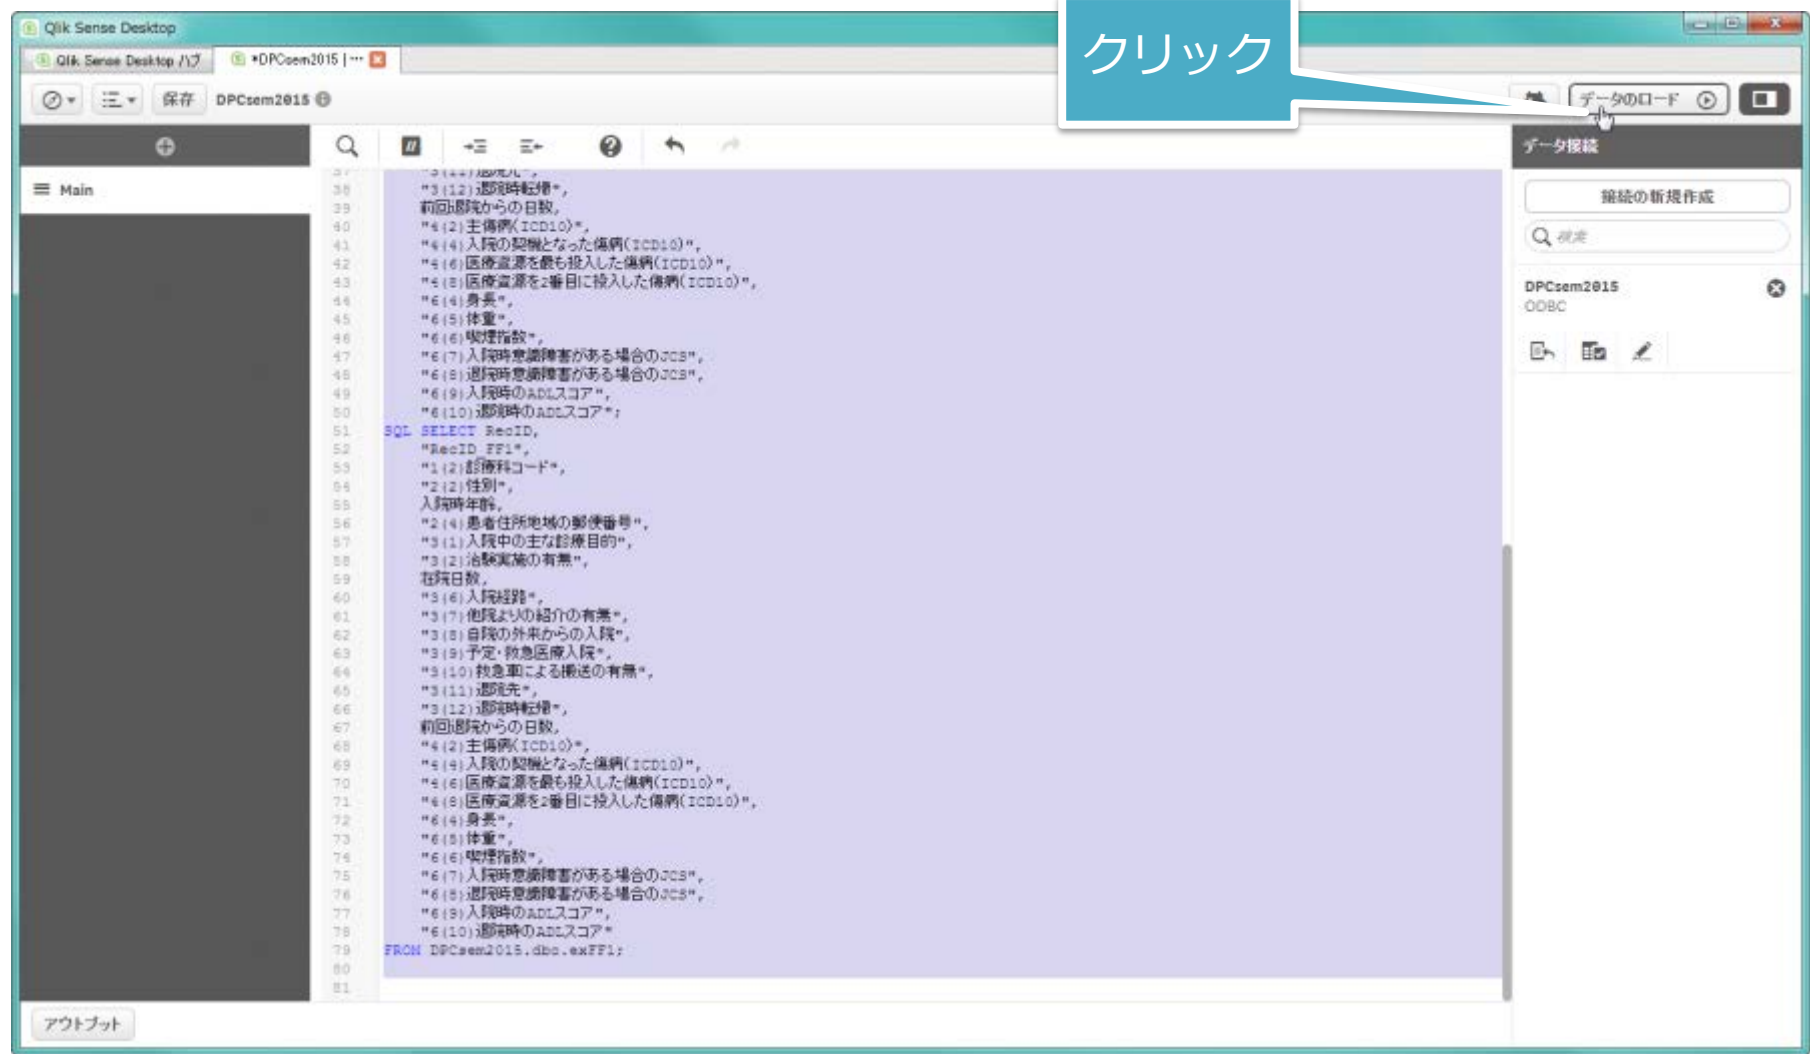 クリック
Qlik Sense Desktop
Qlik Sense Desktop ハブ
*DPCsem2015 | ···
保存
DPCsem2015
データのロード
データ接続
Main
接続の新規作成
検索
DPCsem2015
ODBC
37 "3(11)退院先",
38 "3(12)退院時転帰",
39 前回退院からの日数,
40 "4(2)主傷病(ICD10)",
41 "4(4)入院の契機となった傷病(ICD10)",
42 "4(6)医療資源を最も投入した傷病(ICD10)",
43 "4(8)医療資源を2番目に投入した傷病(ICD10)",
44 "6(4)身長",
45 "6(5)体重",
46 "6(6)喫煙指数",
47 "6(7)入院時意識障害がある場合のJCS",
48 "6(8)退院時意識障害がある場合のJCS",
49 "6(9)入院時のADLスコア",
50 "6(10)退院時のADLスコア";
51 SQL SELECT RecID,
52 "RecID FF1",
53 "1(2)診療科コード",
54 "2(2)性別",
55 入院時年齢,
56 "2(4)患者住所地域の郵便番号",
57 "3(1)入院中の主な診療目的",
58 "3(2)治験実施の有無",
59 在院日数,
60 "3(6)入院経路",
61 "3(7)他院よりの紹介の有無",
62 "3(8)自院の外来からの入院",
63 "3(9)予定・救急医療入院",
64 "3(10)救急車による搬送の有無",
65 "3(11)退院先",
66 "3(12)退院時転帰",
67 前回退院からの日数,
68 "4(2)主傷病(ICD10)",
69 "4(4)入院の契機となった傷病(ICD10)",
70 "4(6)医療資源を最も投入した傷病(ICD10)",
71 "4(8)医療資源を2番目に投入した傷病(ICD10)",
72 "6(4)身長",
73 "6(5)体重",
74 "6(6)喫煙指数",
75 "6(7)入院時意識障害がある場合のJCS",
76 "6(8)退院時意識障害がある場合のJCS",
77 "6(9)入院時のADLスコア",
78 "6(10)退院時のADLスコア"
79 FROM DPCsem2015.dbo.exFF1;
80
81
アウトプット